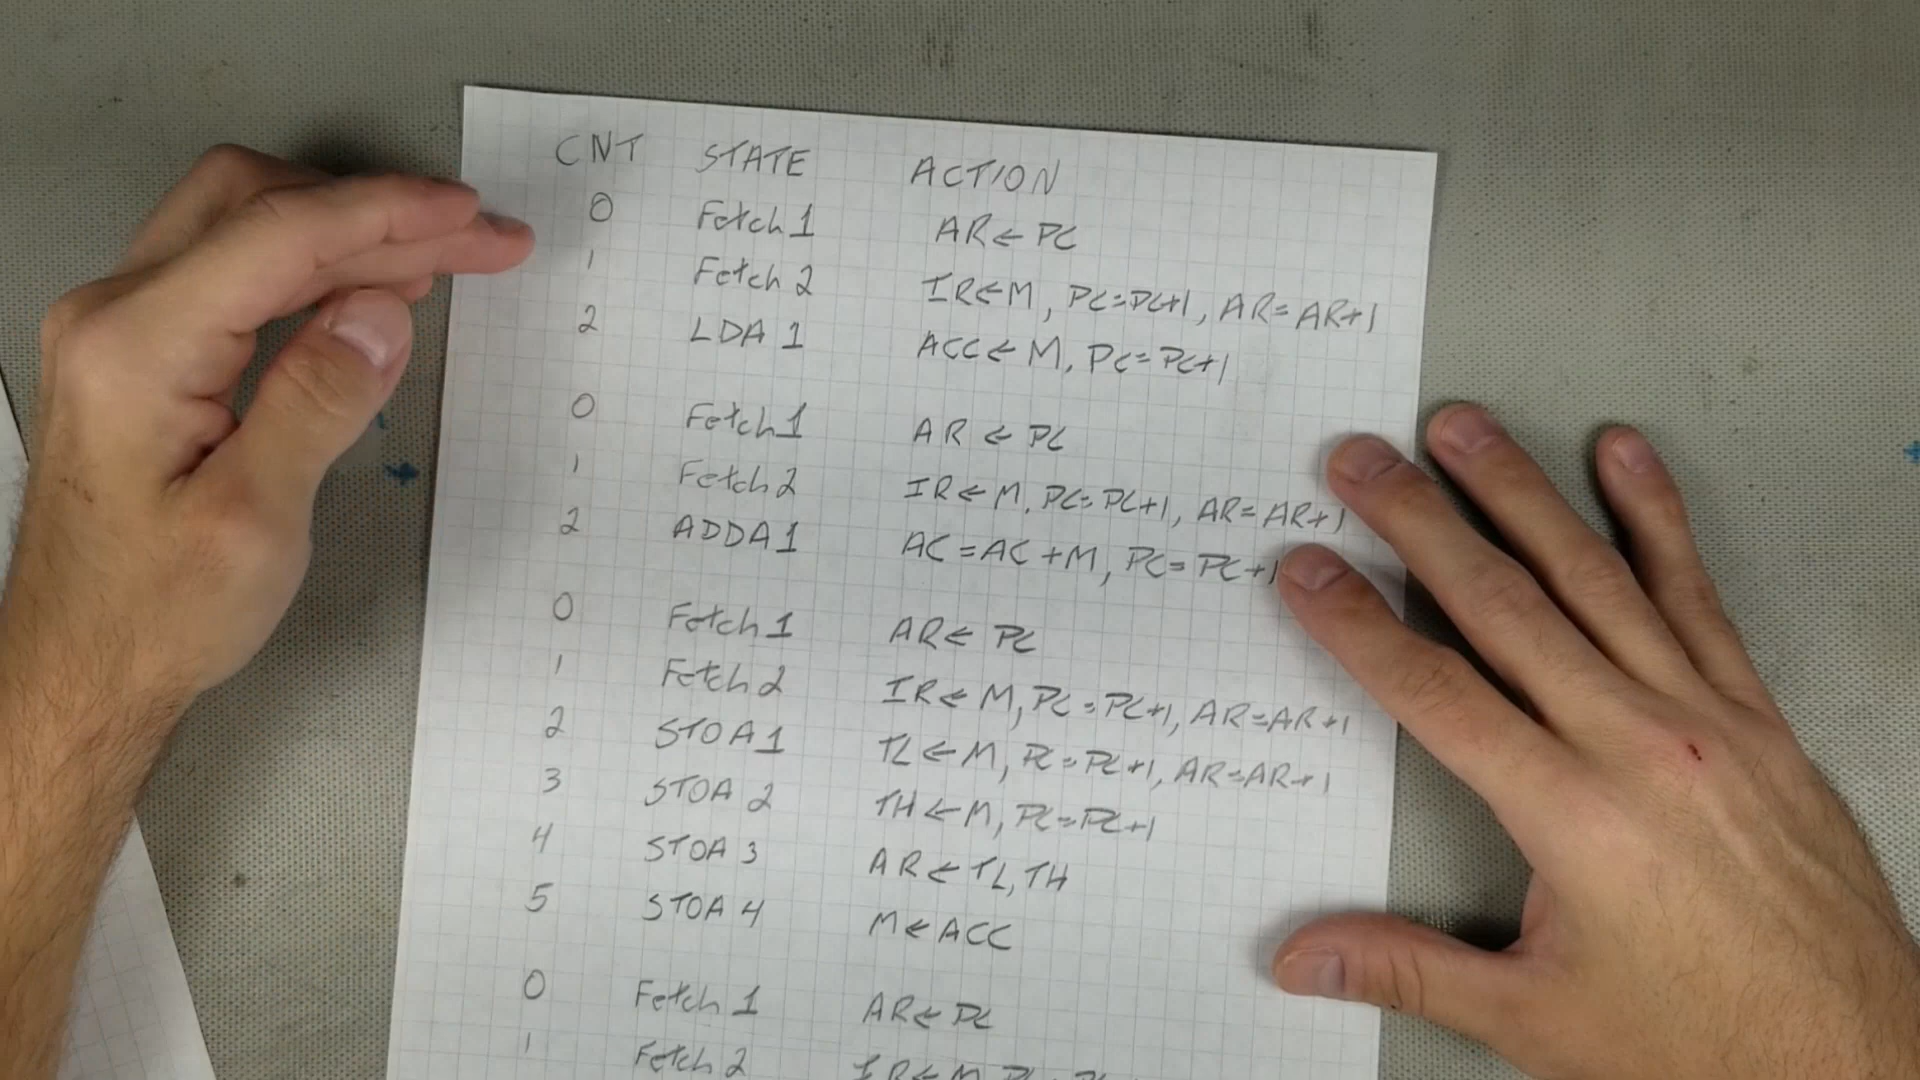 CNT STATE ACTION
0 Fetch 1 AR ← PC
1 Fetch 2 IR ← M, PC = PC+1, AR = AR+1
2 LDA 1 ACC ← M, PC = PC+1
0 Fetch 1 AR ← PC
1 Fetch 2 IR ← M, PC = PC+1, AR = AR+1
2 ADDA 1 AC = AC + M, PC = PC+1
0 Fetch 1 AR ← PC
1 Fetch 2 IR ← M, PC = PC+1, AR = AR+1
2 STOA 1 TL ← M, PC = PC+1, AR = AR+1
3 STOA 2 TH ← M, PC = PC+1
4 STOA 3 AR ← TL, TH
5 STOA 4 M ← ACC
0 Fetch 1 AR ← PC
1 Fetch 2 IR ← M